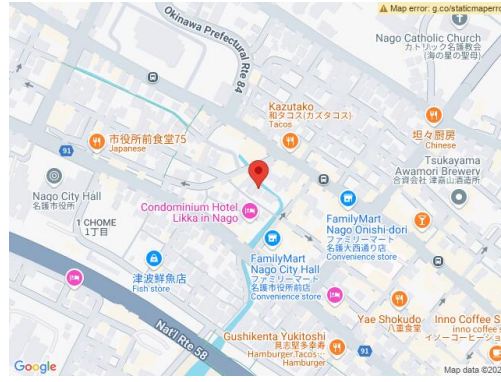 Map error: g.co/staticmaperro
Okinawa Prefectural Rte 84
Nago Catholic Church
カトリック名護教会
(海の星の聖母)
Kazutako
和タコス(カズタコス)
Tacos
坦々厨房
Chinese
市役所前食堂75
Japanese
91
Tsukayama
Awamori Brewery
合資会社 津嘉山酒造所
Nago City Hall
名護市役所
Condominium Hotel
Likka in Nago
FamilyMart
Nago Onishi-dori
ファミリーマート
名護大西通り店
Convenience store
1 CHOME
1丁目
津波鮮魚店
Fish store
FamilyMart
Nago City Hall
ファミリーマート
名護市役所前店
Convenience store
91
Nat'l Rte 58
Yae Shokudo
八重食堂
Inno Coffee S
inno coffee s
イノーコーヒー
Gushikenta Yukitoshi
Hamburger,Tacos...
Hamburger
Google
Map data ©202